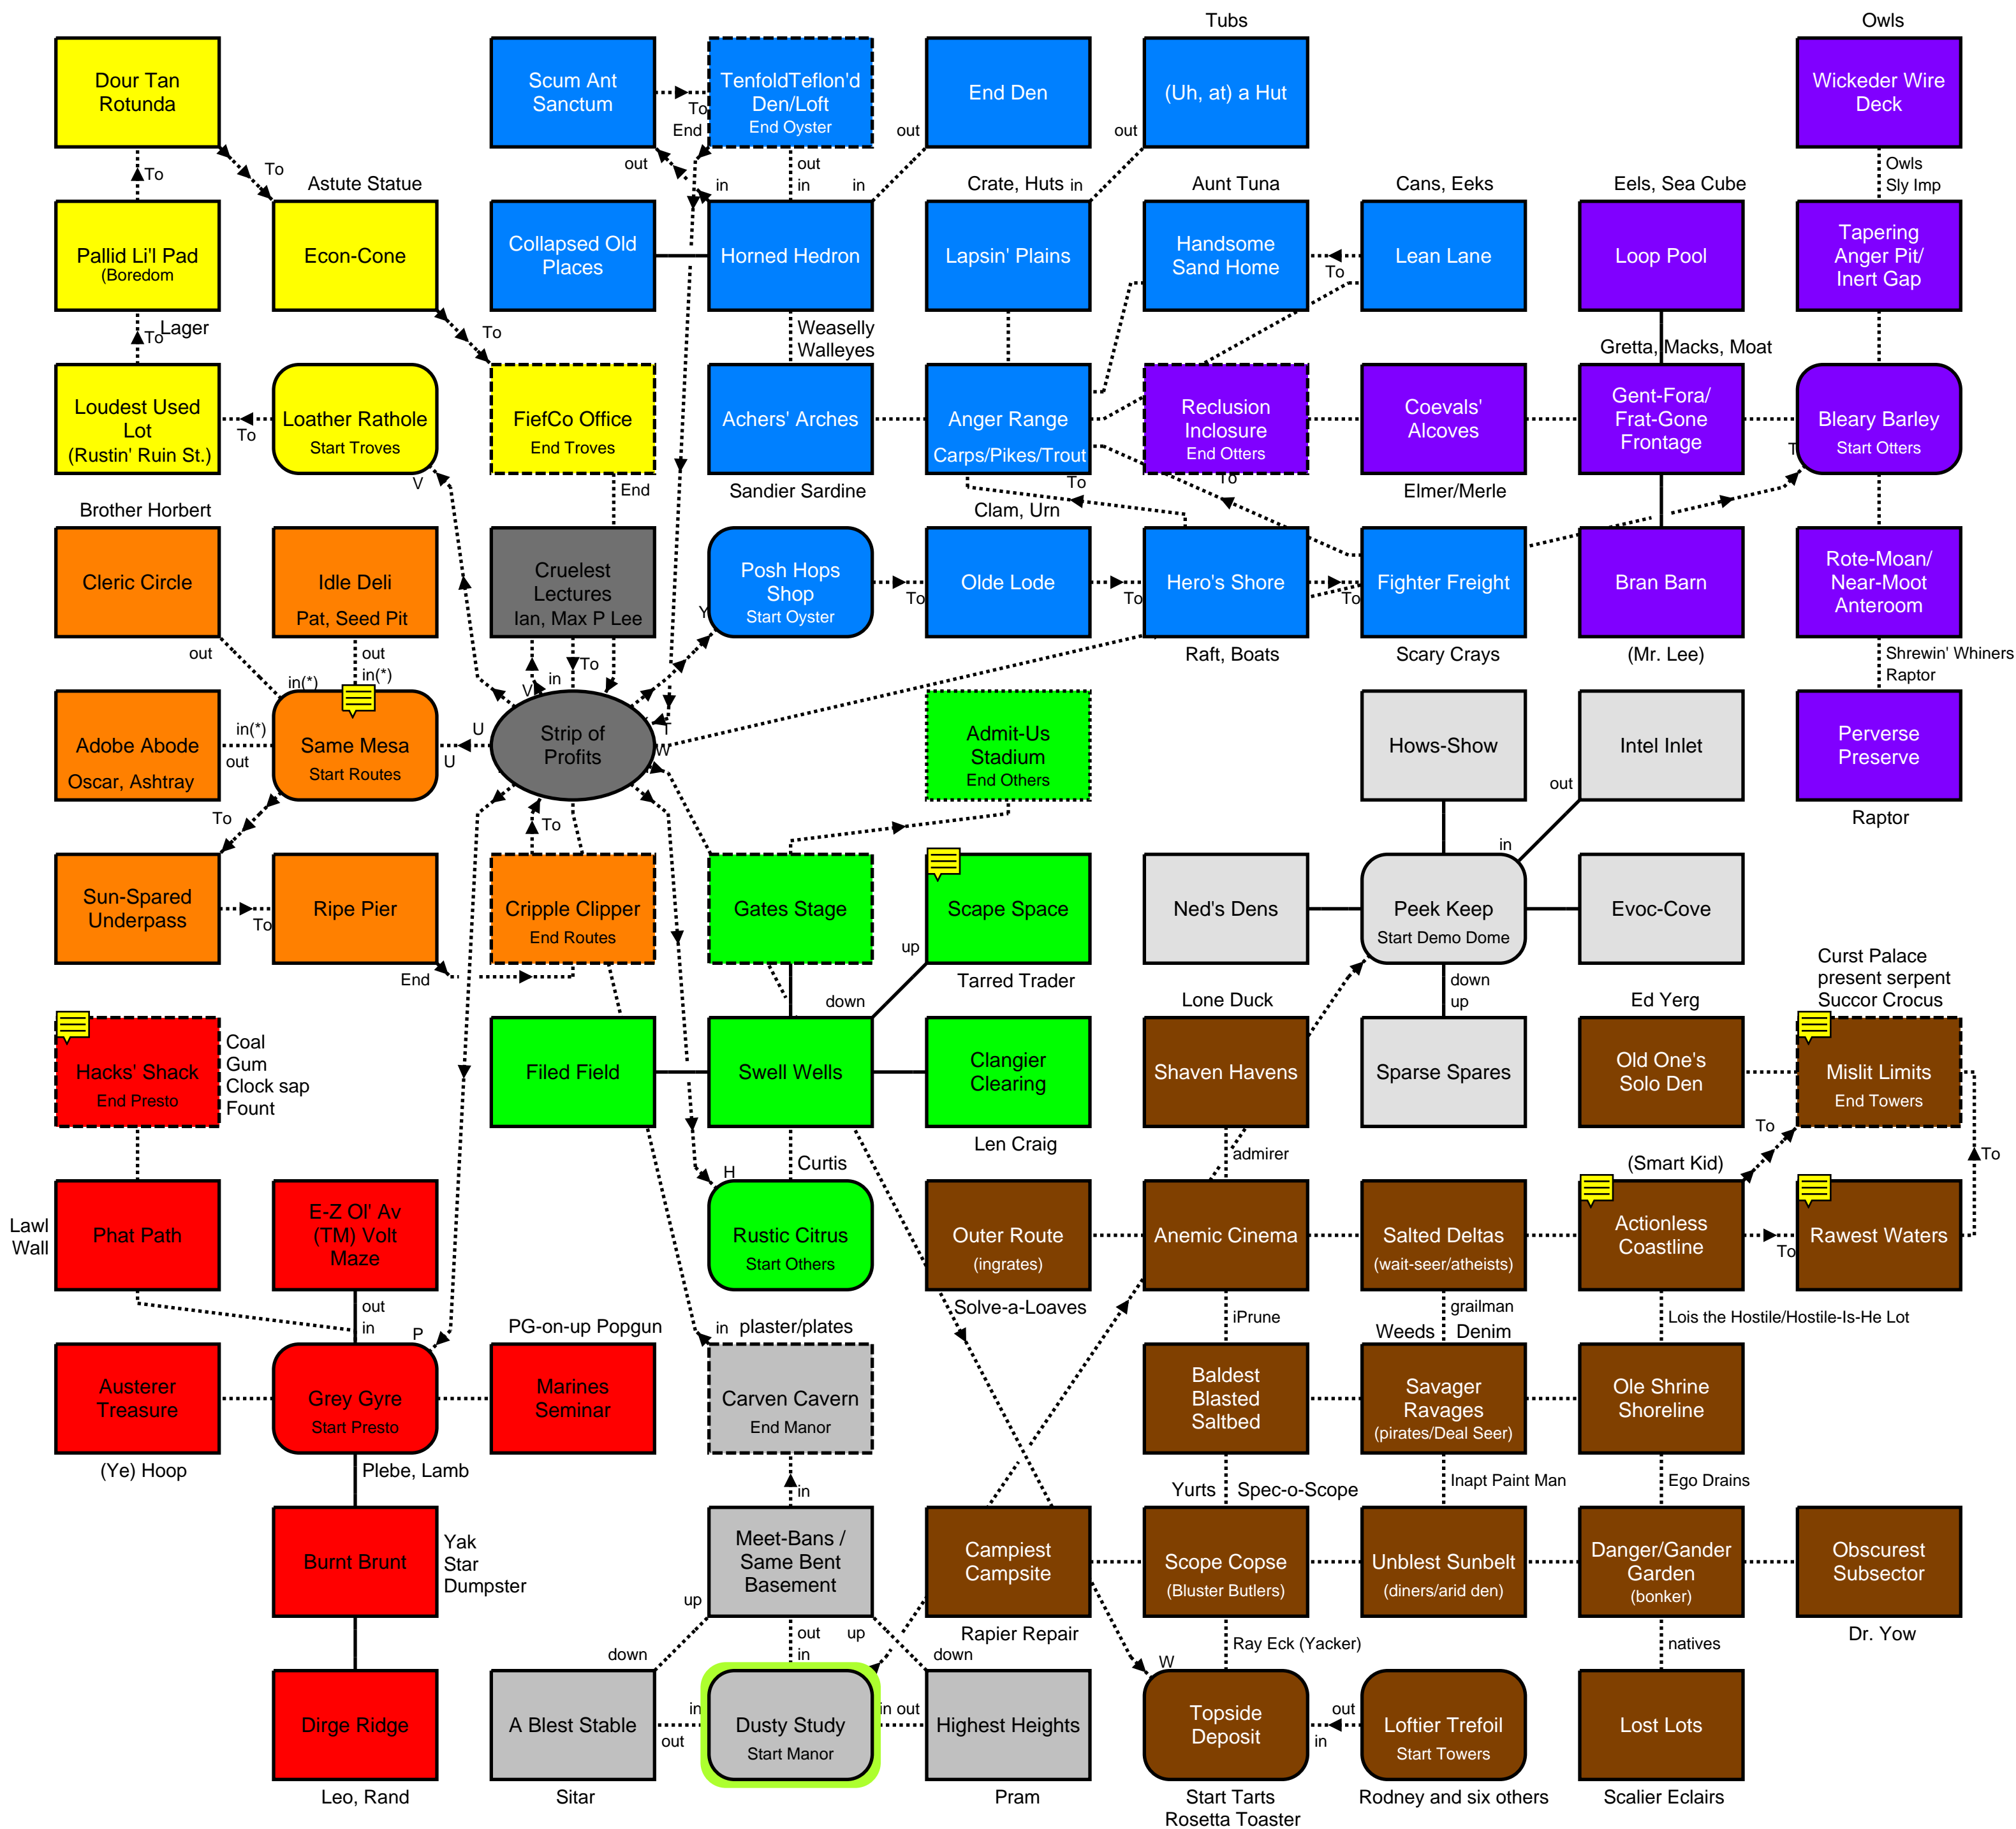 Tubs
Owls
Dour Tan
Rotunda
Scum Ant
Sanctum
To
TenfoldTeflon'd
Den/Loft
End Oyster
End Den
(Uh, at) a Hut
Wickeder Wire
Deck
To
To
End
out
out
in
in
in
out
out
Owls
Sly Imp
Astute Statue
Crate, Huts
in
Aunt Tuna
Cans, Eeks
Eels, Sea Cube
Pallid Li'l Pad
(Boredom
Econ-Cone
Collapsed Old
Places
Horned Hedron
Lapsin' Plains
Handsome
Sand Home
To
Lean Lane
Loop Pool
Tapering
Anger Pit/
Inert Gap
To
Lager
To
Weaselly
Walleyes
Gretta, Macks, Moat
Loudest Used
Lot
(Rustin' Ruin St.)
To
Loather Rathole
Start Troves
FiefCo Office
End Troves
Achers' Arches
Anger Range
Carps/Pikes/Trout
Reclusion
Inclosure
End Otters
Coevals'
Alcoves
Gent-Fora/
Frat-Gone
Frontage
T
Bleary Barley
Start Otters
V
End
Sandier Sardine
To
To
Elmer/Merle
Brother Horbert
Clam, Urn
Cleric Circle
Idle Deli
Pat, Seed Pit
Cruelest
Lectures
Ian, Max P Lee
Y
Posh Hops
Shop
Start Oyster
To
Olde Lode
To
Hero's Shore
To
Fighter Freight
Bran Barn
Rote-Moan/
Near-Moot
Anteroom
out
out
in(*)
in(*)
To
in
V
Raft, Boats
Scary Crays
(Mr. Lee)
Shrewin' Whiners
Raptor
Adobe Abode
Oscar, Ashtray
in(*)
out
Same Mesa
Start Routes
U
U
Strip of
Profits
T
W
Admit-Us
Stadium
End Others
Hows-Show
Intel Inlet
Perverse
Preserve
out
To
To
in
Raptor
Sun-Spared
Underpass
To
Ripe Pier
Cripple Clipper
End Routes
Gates Stage
Scape Space
Ned's Dens
Peek Keep
Start Demo Dome
Evoc-Cove
up
End
Tarred Trader
down
down
up
Curst Palace
present serpent
Succor Crocus
Lone Duck
Ed Yerg
Hacks' Shack
End Presto
Coal
Gum
Clock sap
Fount
Filed Field
Swell Wells
Clangier
Clearing
Shaven Havens
Sparse Spares
Old One's
Solo Den
Mislit Limits
End Towers
Len Craig
admirer
To
H
Curtis
(Smart Kid)
To
Lawl
Wall
Phat Path
E-Z Ol' Av
(TM) Volt
Maze
Rustic Citrus
Start Others
Outer Route
(ingrates)
Anemic Cinema
Salted Deltas
(wait-seer/atheists)
Actionless
Coastline
To
Rawest Waters
out
in
P
PG-on-up Popgun
in
plaster/plates
Solve-a-Loaves
iPrune
grailman
Weeds
Denim
Lois the Hostile/Hostile-Is-He Lot
Austerer
Treasure
Grey Gyre
Start Presto
Marines
Seminar
Carven Cavern
End Manor
Baldest
Blasted
Saltbed
Savager
Ravages
(pirates/Deal Seer)
Ole Shrine
Shoreline
(Ye) Hoop
Plebe, Lamb
in
Yurts
Spec-o-Scope
Inapt Paint Man
Ego Drains
Burnt Brunt
Yak
Star
Dumpster
Meet-Bans /
Same Bent
Basement
Campiest
Campsite
Scope Copse
(Bluster Butlers)
Unblest Sunbelt
(diners/arid den)
Danger/Gander
Garden
(bonker)
Obscurest
Subsector
up
out
in
up
down
down
Rapier Repair
Ray Eck (Yacker)
natives
Dr. Yow
W
Dirge Ridge
A Blest Stable
in
out
Dusty Study
Start Manor
in out
Highest Heights
Topside
Deposit
out
in
Loftier Trefoil
Start Towers
Lost Lots
Leo, Rand
Sitar
Pram
Start Tarts
Rosetta Toaster
Rodney and six others
Scalier Eclairs